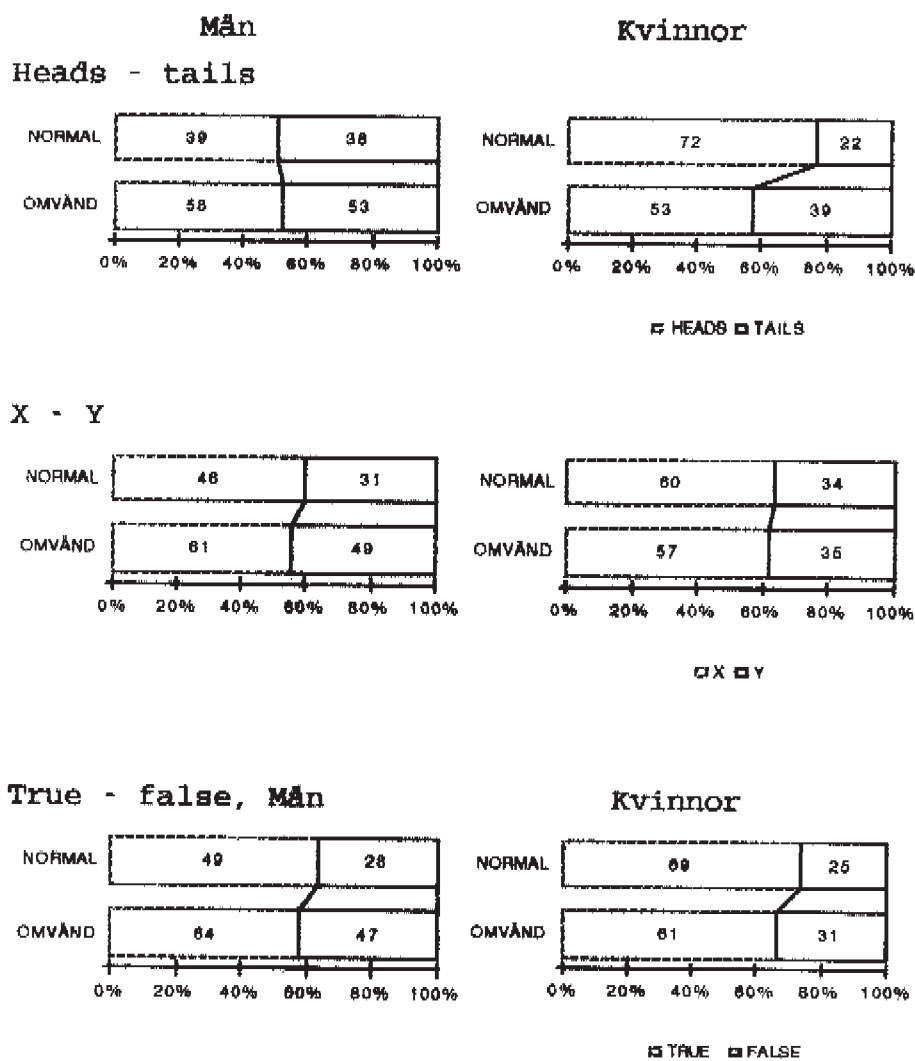 Män
Kvinnor
Heads - tails
NORMAL 39 38
OMVÄND 58 53
0% 20% 40% 60% 80% 100%
NORMAL 72 22
OMVÄND 53 39
0% 20% 40% 60% 80% 100%
HEADS TAILS
X - Y
NORMAL 46 31
OMVÄND 61 49
0% 20% 40% 60% 80% 100%
NORMAL 60 34
OMVÄND 57 35
0% 20% 40% 60% 80% 100%
X Y
True - false, Män
Kvinnor
NORMAL 49 28
OMVÄND 64 47
0% 20% 40% 60% 80% 100%
NORMAL 69 25
OMVÄND 61 31
0% 20% 40% 60% 80% 100%
TRUE FALSE